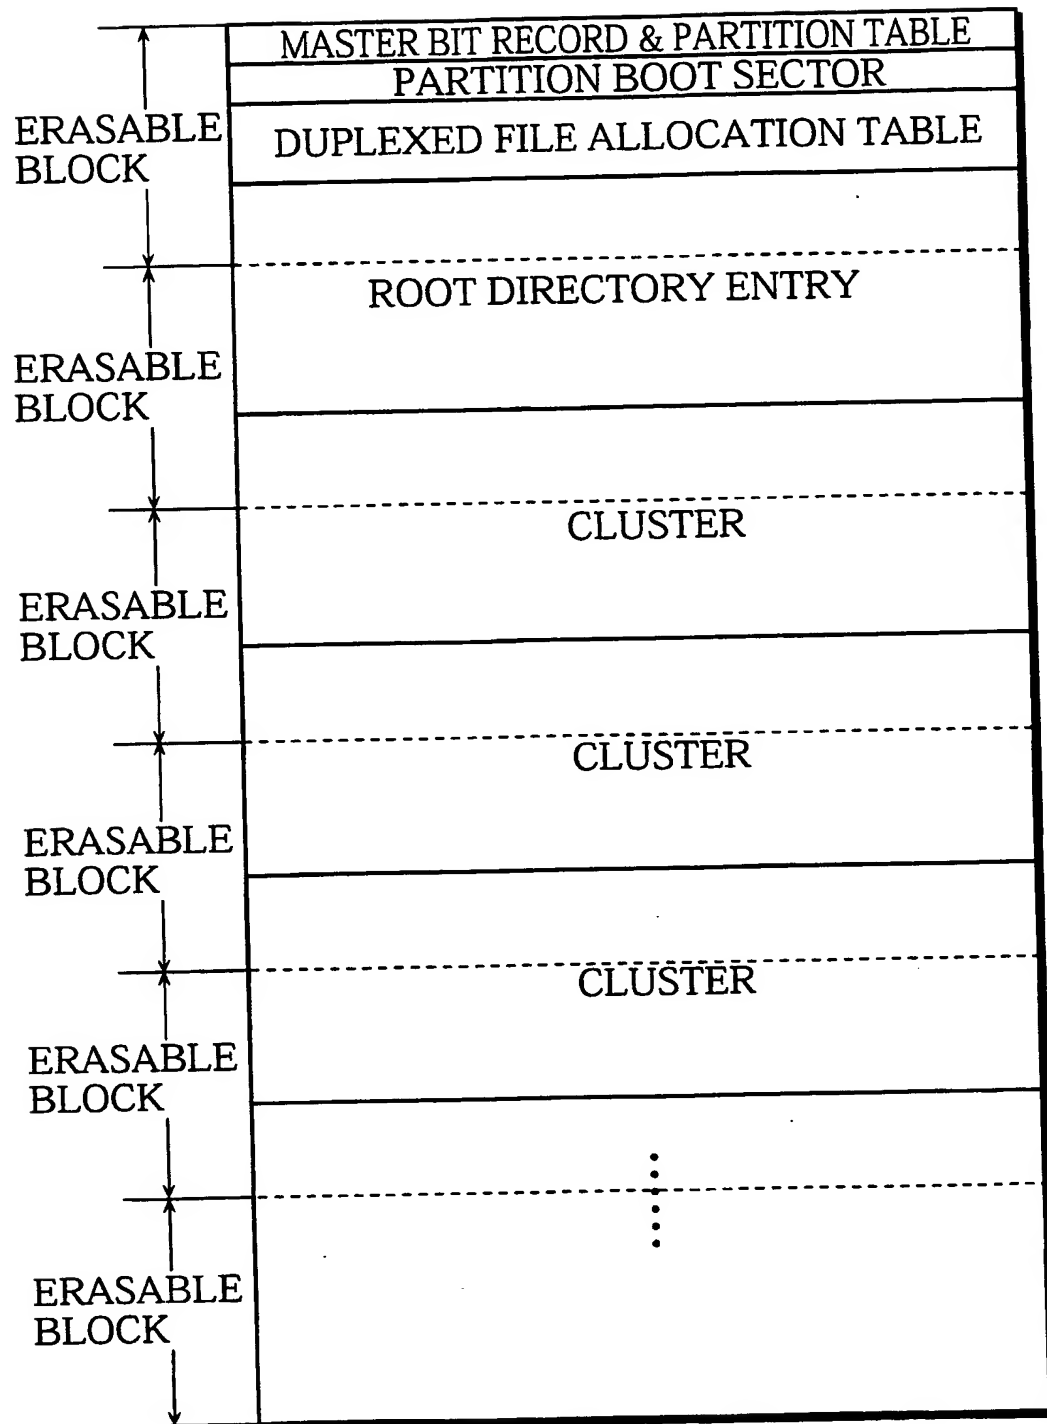 MASTER BIT RECORD & PARTITION TABLE
PARTITION BOOT SECTOR
ERASABLE
BLOCK
DUPLEXED FILE ALLOCATION TABLE
ROOT DIRECTORY ENTRY
ERASABLE
BLOCK
CLUSTER
ERASABLE
BLOCK
CLUSTER
ERASABLE
BLOCK
CLUSTER
ERASABLE
BLOCK
ERASABLE
BLOCK